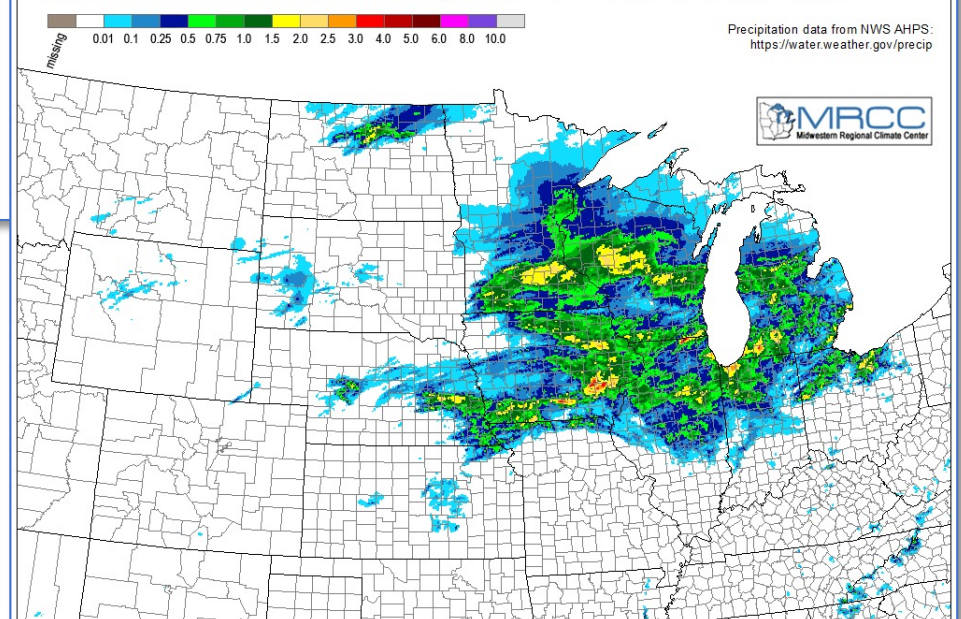 missing
0.01 0.1 0.25 0.5 0.75 1.0 1.5 2.0 2.5 3.0 4.0 5.0 6.0 8.0 10.0
Precipitation data from NWS AHPS:
https://water.weather.gov/precip
MRCC
Midwestern Regional Climate Center